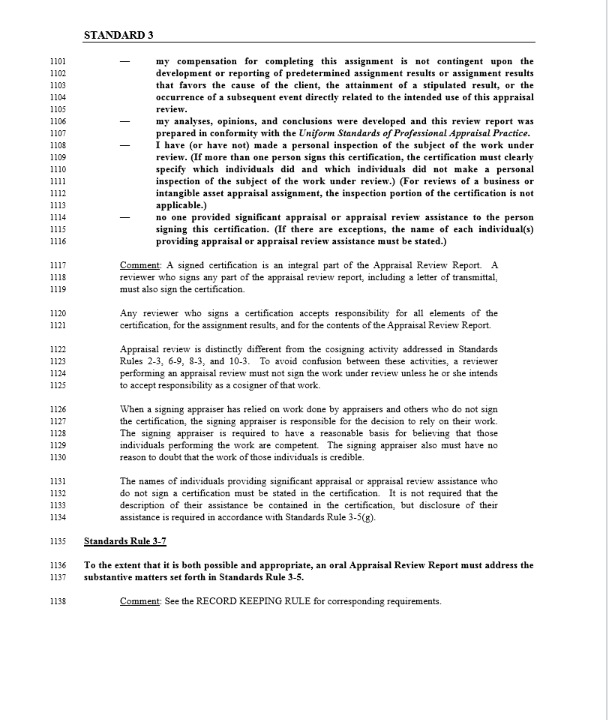 STANDARD 3
1101 — my compensation for completing this assignment is not contingent upon the
1102 development or reporting of predetermined assignment results or assignment results
1103 that favors the cause of the client, the attainment of a stipulated result, or the
1104 occurrence of a subsequent event directly related to the intended use of this appraisal
1105 review.
1106 — my analyses, opinions, and conclusions were developed and this review report was
1107 prepared in conformity with the Uniform Standards of Professional Appraisal Practice.
1108 — I have (or have not) made a personal inspection of the subject of the work under
1109 review. (If more than one person signs this certification, the certification must clearly
1110 specify which individuals did and which individuals did not make a personal
1111 inspection of the subject of the work under review.) (For reviews of a business or
1112 intangible asset appraisal assignment, the inspection portion of the certification is not
1113 applicable.)
1114 — no one provided significant appraisal or appraisal review assistance to the person
1115 signing this certification. (If there are exceptions, the name of each individual(s)
1116 providing appraisal or appraisal review assistance must be stated.)
1117 Comment: A signed certification is an integral part of the Appraisal Review Report. A
1118 reviewer who signs any part of the appraisal review report, including a letter of transmittal,
1119 must also sign the certification.
1120 Any reviewer who signs a certification accepts responsibility for all elements of the
1121 certification, for the assignment results, and for the contents of the Appraisal Review Report.
1122 Appraisal review is distinctly different from the cosigning activity addressed in Standards
1123 Rules 2-3, 6-9, 8-3, and 10-3. To avoid confusion between these activities, a reviewer
1124 performing an appraisal review must not sign the work under review unless he or she intends
1125 to accept responsibility as a cosigner of that work.
1126 When a signing appraiser has relied on work done by appraisers and others who do not sign
1127 the certification, the signing appraiser is responsible for the decision to rely on their work.
1128 The signing appraiser is required to have a reasonable basis for believing that those
1129 individuals performing the work are competent. The signing appraiser also must have no
1130 reason to doubt that the work of those individuals is credible.
1131 The names of individuals providing significant appraisal or appraisal review assistance who
1132 do not sign a certification must be stated in the certification. It is not required that the
1133 description of their assistance be contained in the certification, but disclosure of their
1134 assistance is required in accordance with Standards Rule 3-5(g).
1135 Standards Rule 3-7
1136 To the extent that it is both possible and appropriate, an oral Appraisal Review Report must address the
1137 substantive matters set forth in Standards Rule 3-5.
1138 Comment: See the RECORD KEEPING RULE for corresponding requirements.